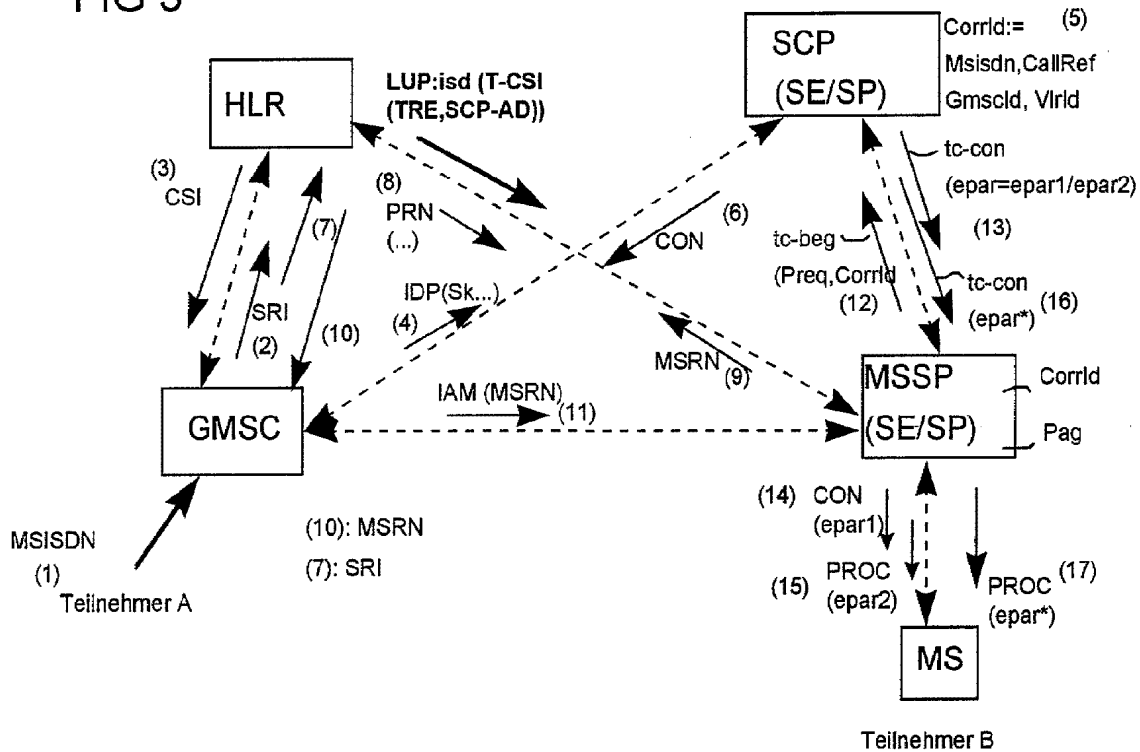 FIG 3
HLR
LUP:isd (T-CSI
(TRE,SCP-AD))
SCP
(SE/SP)
CorrId:= (5)
Msisdn,CallRef
GmscId, VlrId
tc-con
(epar=epar1/epar2)
(13)
(3)
CSI
(7)
(8)
PRN
(...)
(6)
CON
tc-beg
(Preq,CorrId
(12)
tc-con
(epar*)
(16)
SRI
(2)
(10)
IDP(Sk...)
(4)
MSRN
(9)
GMSC
IAM (MSRN)
(11)
MSSP
(SE/SP)
CorrId
Pag
MSISDN
(1)
Teilnehmer A
(10): MSRN
(7): SRI
(14) CON
(epar1)
(15) PROC
(epar2)
PROC (17)
(epar*)
MS
Teilnehmer B